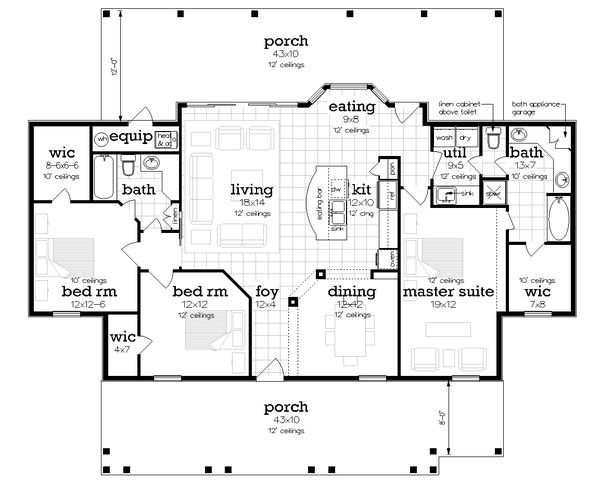 porch
43x10
12' ceilings
12'-0"
eating
9x8
12' ceilings
linen cabinet
above toilet
bath appliance
garage
wic
8-6x6-6
10' ceilings
equip
wh
bath
linen
living
18x14
12' ceilings
eating bar
dw
sink
kit
12x10
12' clng
pan
ref
oven
util
9x5
12' ceilings
wash
dry
sink
bath
13x7
10' ceilings
10' ceilings
bed rm
12x12-6
bed rm
12x12
12' ceilings
wic
4x7
foy
12x4
dining
12x12
12' ceilings
12' ceilings
master suite
19x12
10' ceilings
wic
7x8
porch
43x10
12' ceilings
8'-0"